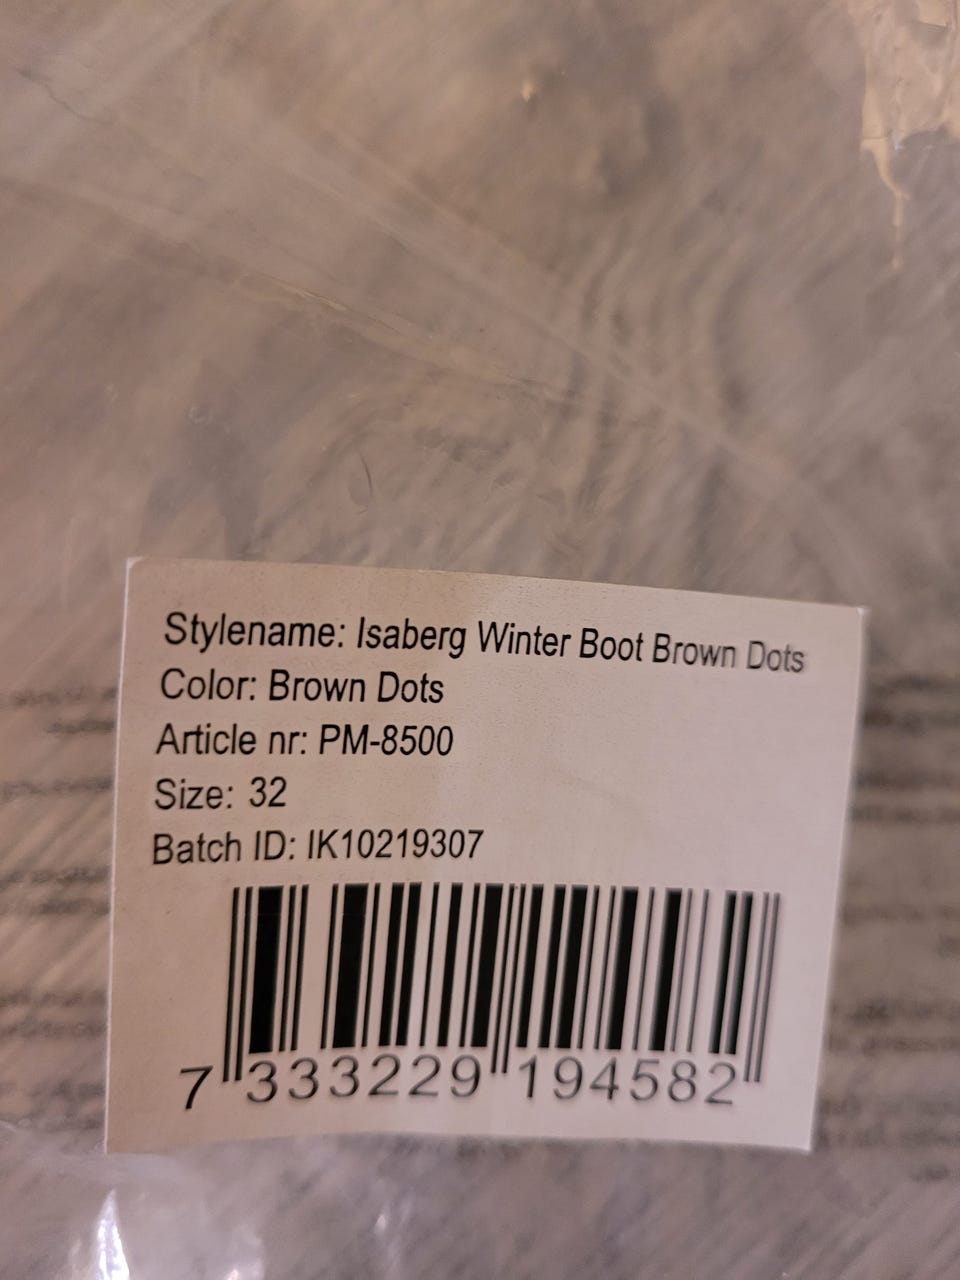 Stylename: Isaberg Winter Boot Brown Dots
Color: Brown Dots
Article nr: PM-8500
Size: 32
Batch ID: IK10219307
7 333229 194582